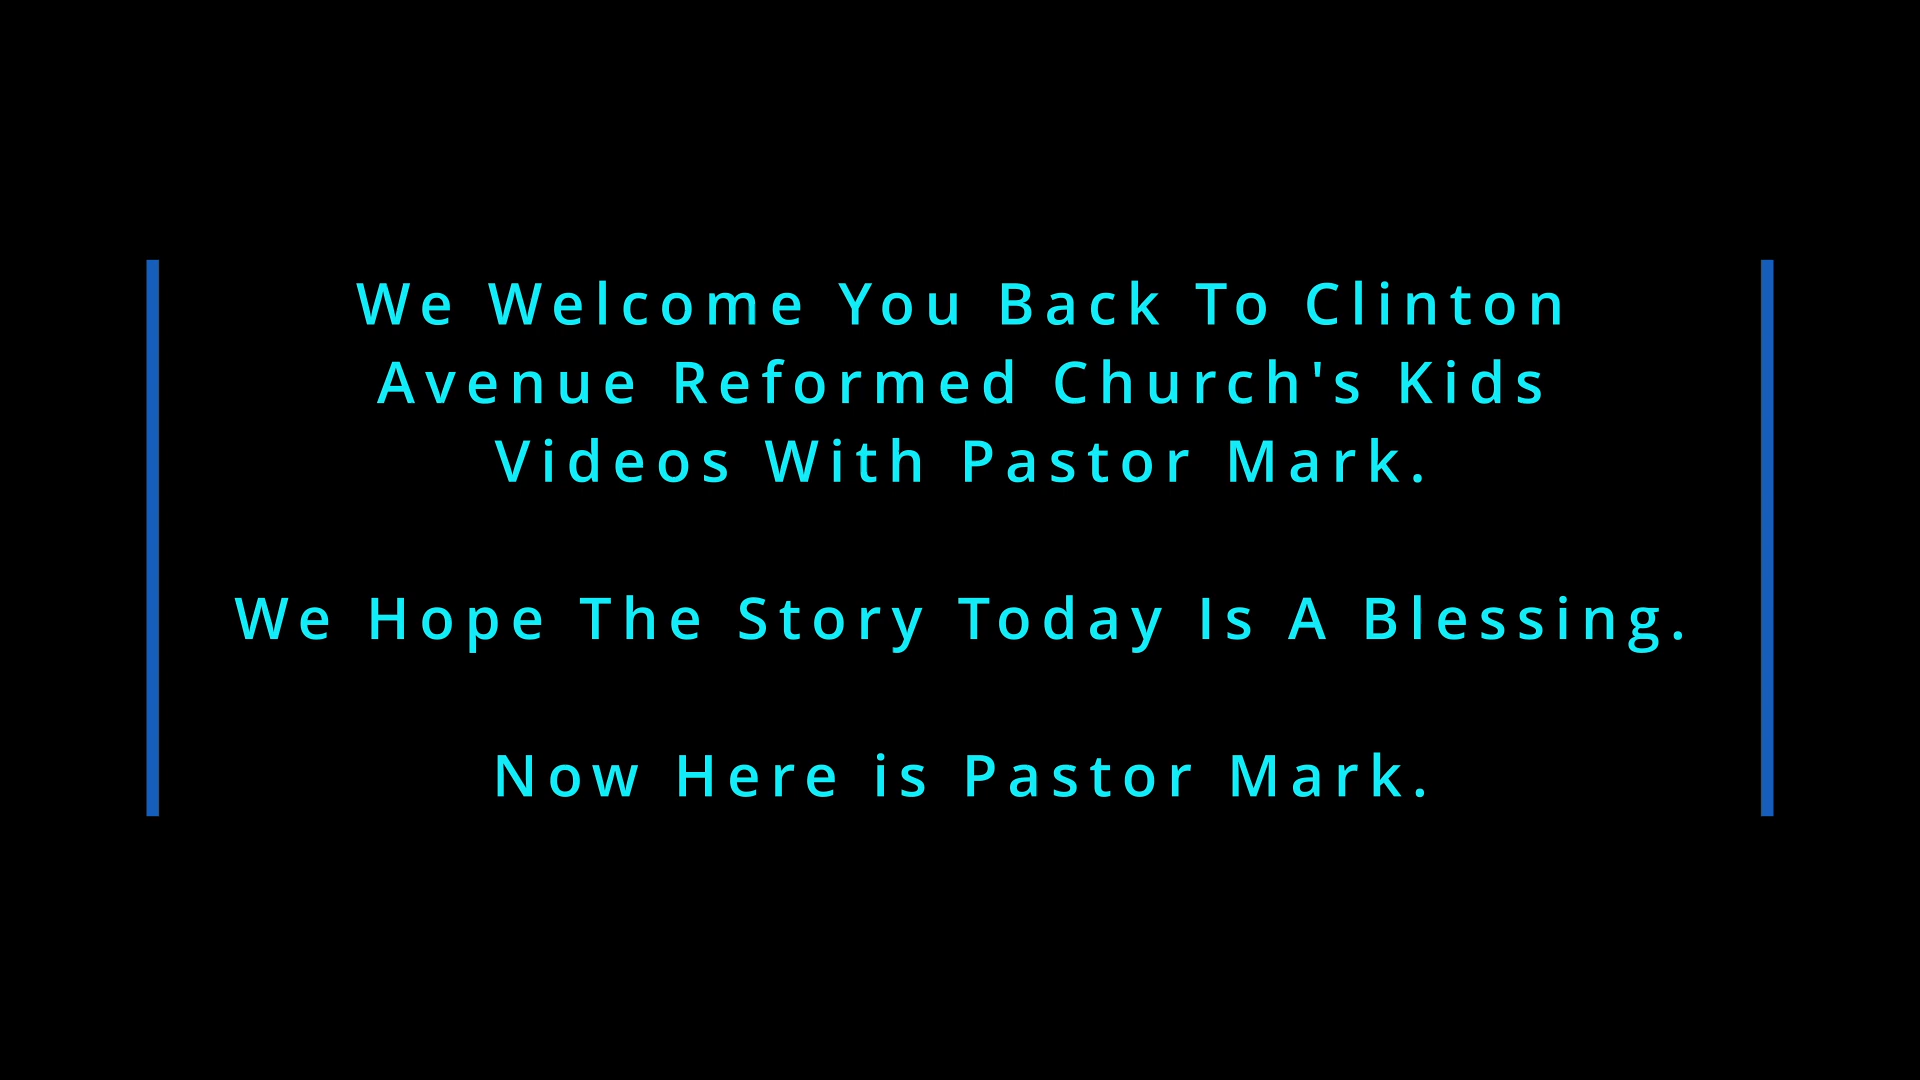 We Welcome You Back To Clinton
Avenue Reformed Church's Kids
Videos With Pastor Mark.
We Hope The Story Today Is A Blessing.
Now Here is Pastor Mark.